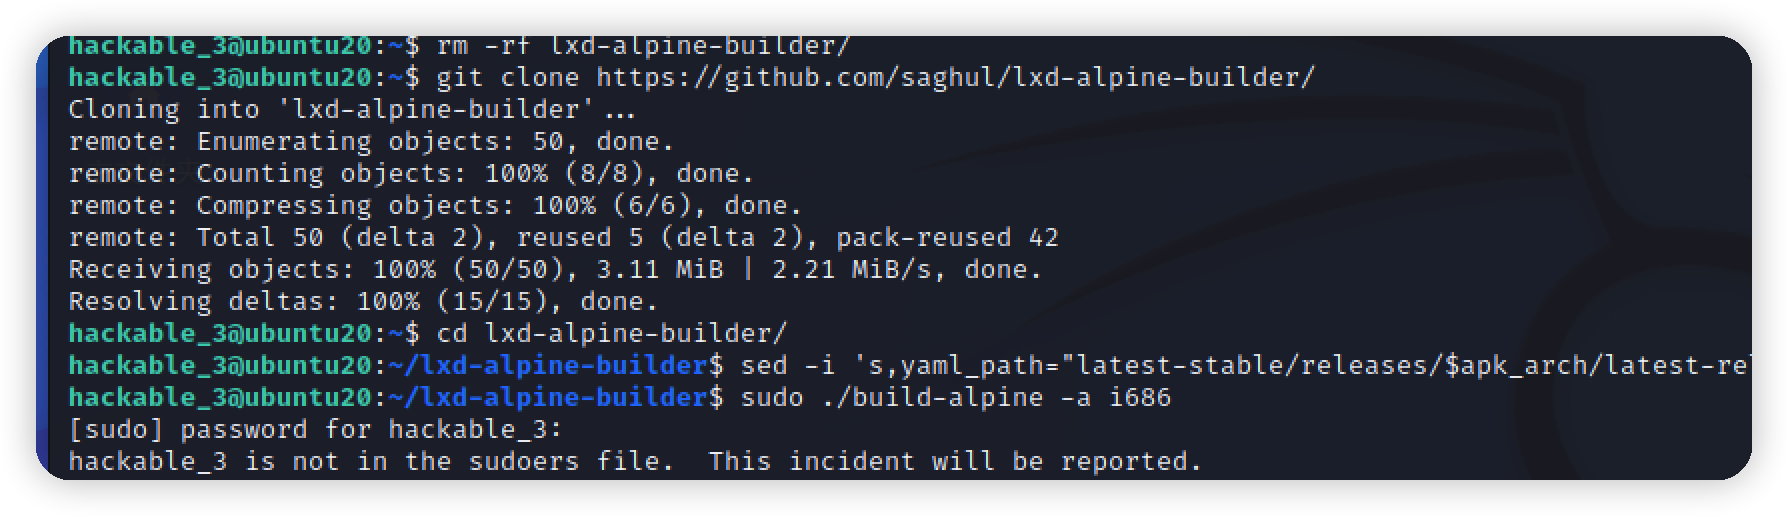 hackable_3@ubuntu20:~$ rm -rf lxd-alpine-builder/
hackable_3@ubuntu20:~$ git clone https://github.com/saghul/lxd-alpine-builder/
Cloning into 'lxd-alpine-builder'...
remote: Enumerating objects: 50, done.
remote: Counting objects: 100% (8/8), done.
remote: Compressing objects: 100% (6/6), done.
remote: Total 50 (delta 2), reused 5 (delta 2), pack-reused 42
Receiving objects: 100% (50/50), 3.11 MiB | 2.21 MiB/s, done.
Resolving deltas: 100% (15/15), done.
hackable_3@ubuntu20:~$ cd lxd-alpine-builder/
hackable_3@ubuntu20:~/lxd-alpine-builder$ sed -i 's,yaml_path="latest-stable/releases/$apk_arch/latest-re
hackable_3@ubuntu20:~/lxd-alpine-builder$ sudo ./build-alpine -a i686
[sudo] password for hackable_3:
hackable_3 is not in the sudoers file.  This incident will be reported.